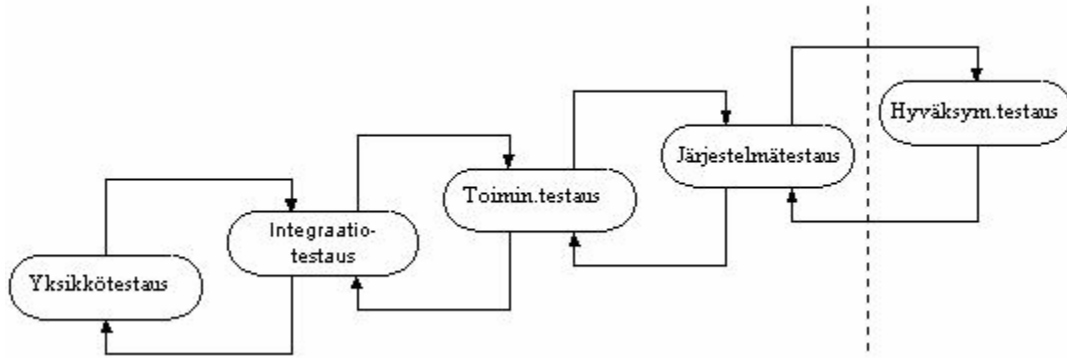 Yksikkötestaus
Integraatio-
testaus
Toimin.testaus
Järjestelmätestaus
Hyväksym.testaus